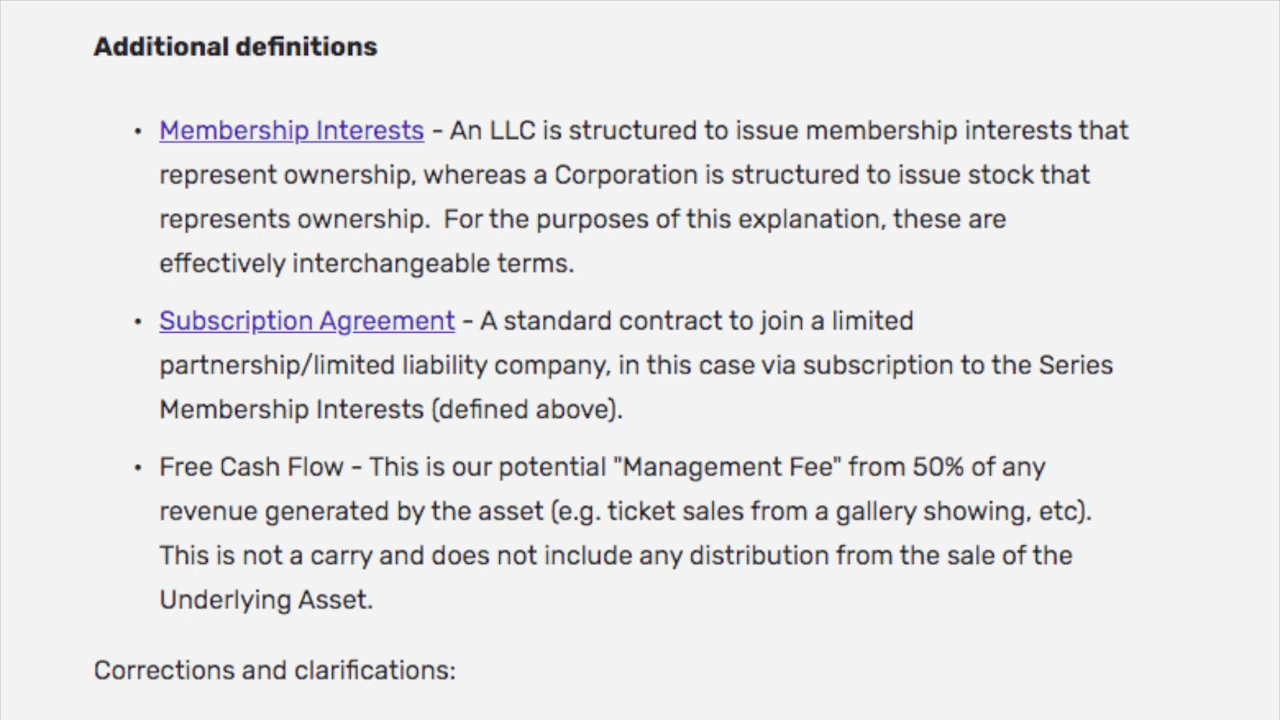 Additional definitions
• Membership Interests - An LLC is structured to issue membership interests that
represent ownership, whereas a Corporation is structured to issue stock that
represents ownership.  For the purposes of this explanation, these are
effectively interchangeable terms.
• Subscription Agreement - A standard contract to join a limited
partnership/limited liability company, in this case via subscription to the Series
Membership Interests (defined above).
• Free Cash Flow - This is our potential "Management Fee" from 50% of any
revenue generated by the asset (e.g. ticket sales from a gallery showing, etc).
This is not a carry and does not include any distribution from the sale of the
Underlying Asset.
Corrections and clarifications: